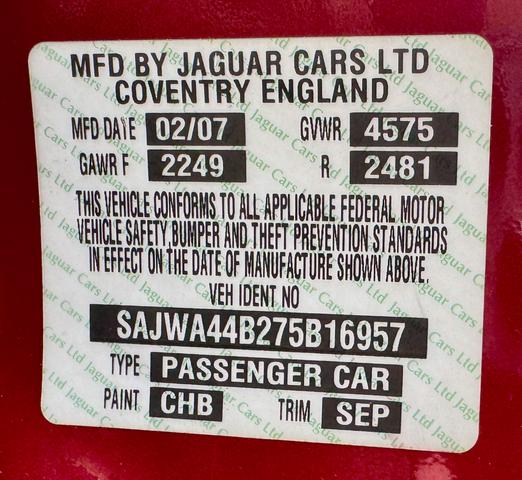 MFD BY JAGUAR CARS LTD
COVENTRY ENGLAND
MFD DATE 02/07 GVWR 4575
GAWR F 2249 R 2481
THIS VEHICLE CONFORMS TO ALL APPLICABLE FEDERAL MOTOR
VEHICLE SAFETY,BUMPER AND THEFT PREVENTION STANDARDS
IN EFFECT ON THE DATE OF MANUFACTURE SHOWN ABOVE.
VEH IDENT NO
SAJWA44B275B16957
TYPE PASSENGER CAR
PAINT CHB TRIM SEP